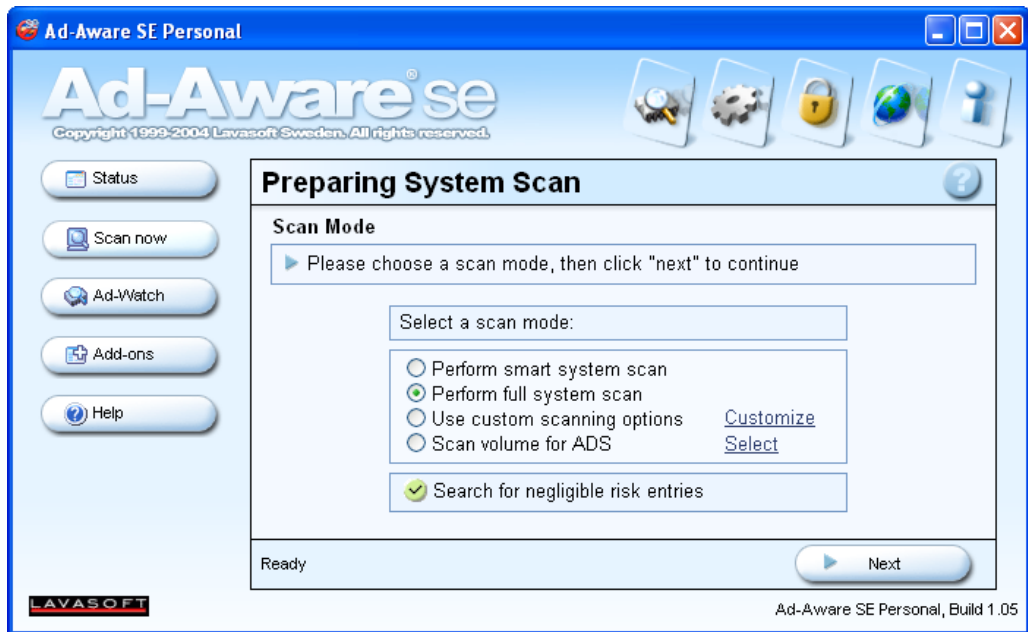 Ad-Aware SE Personal
Ad-Aware® se
Copyright 1999-2004 Lavasoft Sweden. All rights reserved.
Status
Scan now
Ad-Watch
Add-ons
Help
Preparing System Scan
?
Scan Mode
Please choose a scan mode, then click "next" to continue
Select a scan mode:
Perform smart system scan
Perform full system scan
Use custom scanning options Customize
Scan volume for ADS Select
Search for negligible risk entries
Ready
Next
LAVASOFT
Ad-Aware SE Personal, Build 1.05